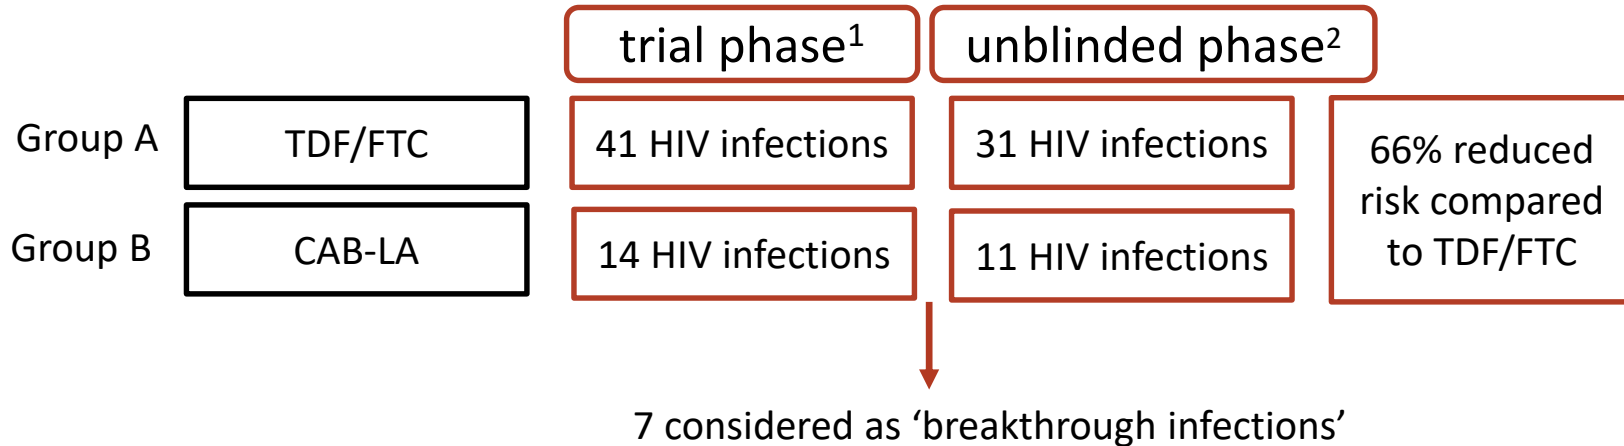 trial phase¹ unblinded phase²
Group A TDF/FTC 41 HIV infections 31 HIV infections
Group B CAB-LA 14 HIV infections 11 HIV infections
66% reduced
risk compared
to TDF/FTC
7 considered as ‘breakthrough infections’